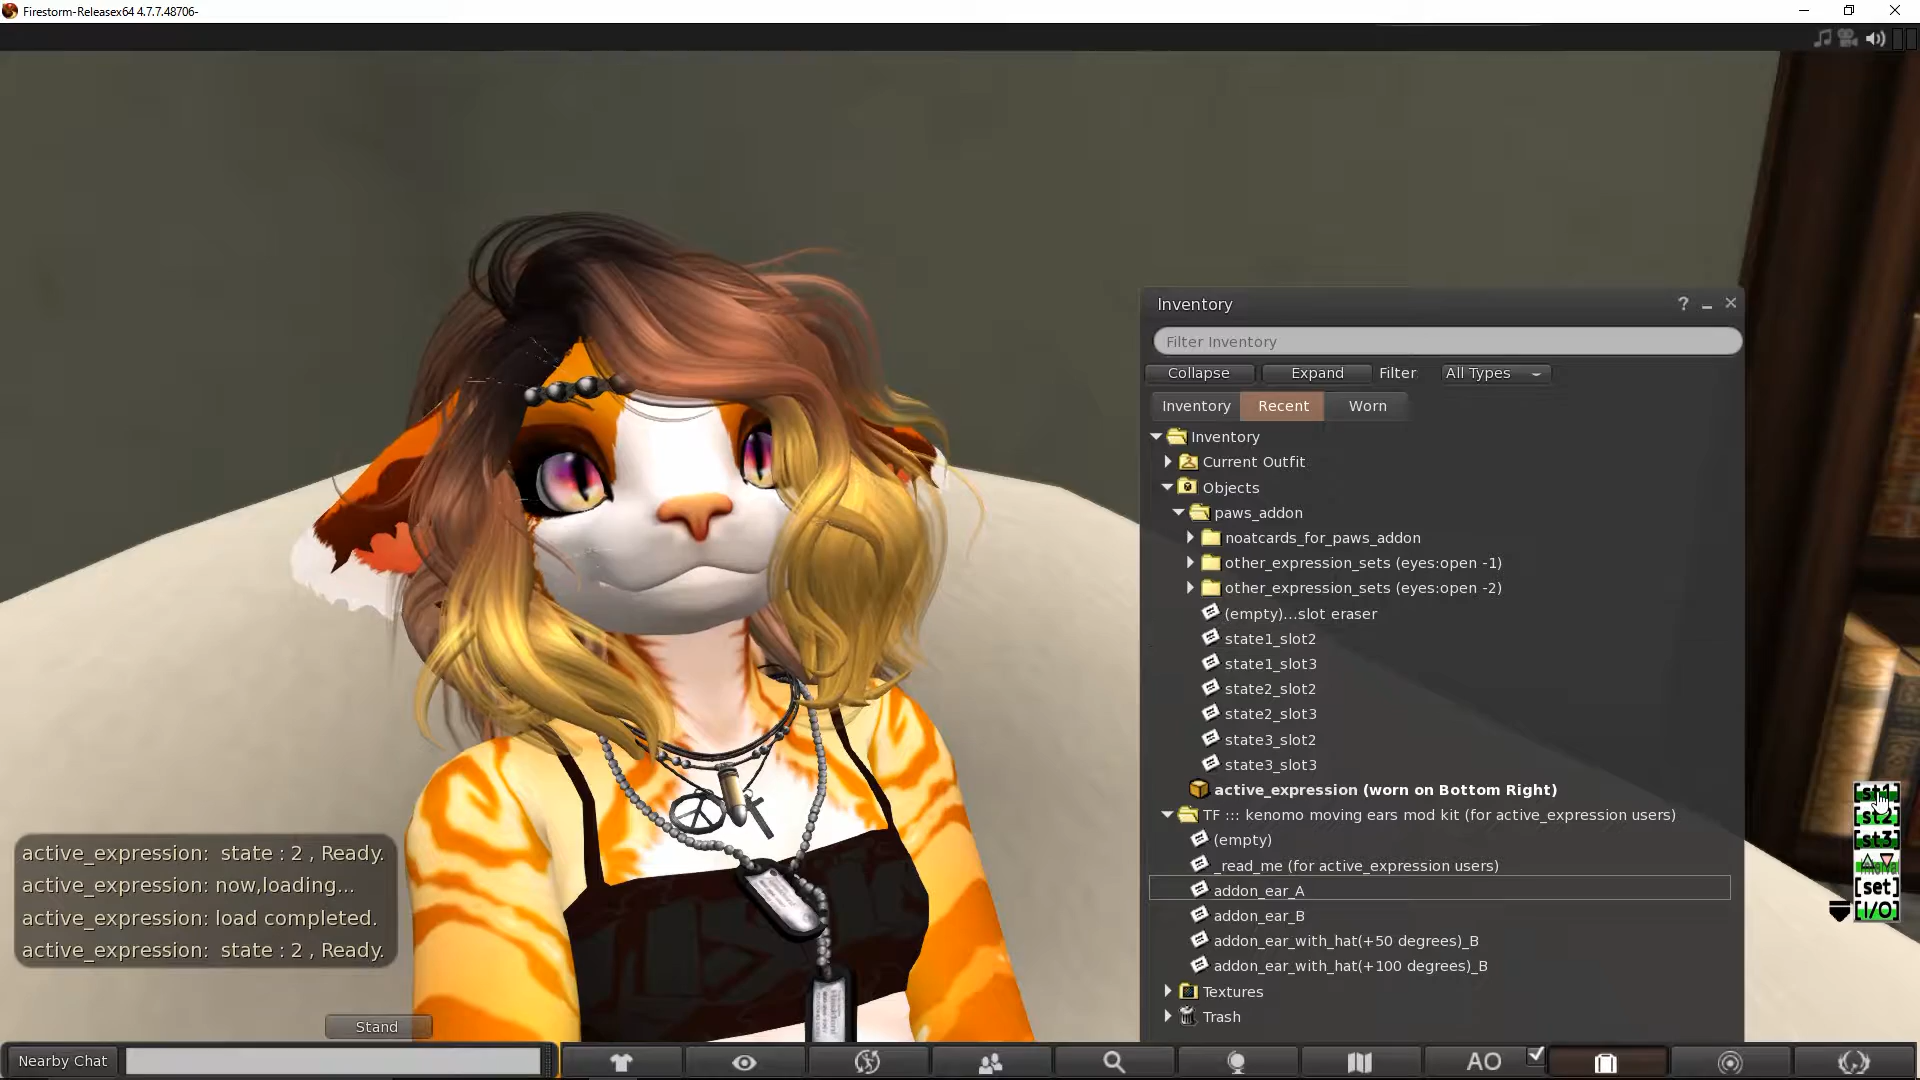 Firestorm-Releasex64 4.7.7.48706-
Inventory
?
Filter Inventory
Collapse
Expand
Filter
All Types
Inventory
Recent
Worn
Inventory
Current Outfit
Objects
paws_addon
noatcards_for_paws_addon
other_expression_sets (eyes:open -1)
other_expression_sets (eyes:open -2)
(empty)...slot eraser
state1_slot2
state1_slot3
state2_slot2
state2_slot3
state3_slot2
state3_slot3
active_expression (worn on Bottom Right)
TF ::: kenomo moving ears mod kit (for active_expression users)
(empty)
_read_me (for active_expression users)
addon_ear_A
addon_ear_B
addon_ear_with_hat(+50 degrees)_B
addon_ear_with_hat(+100 degrees)_B
Textures
Trash
[st1]
[st2]
[st3]
[set]
[I/O]
active_expression: state : 2 , Ready.
active_expression: now,loading...
active_expression: load completed.
active_expression: state : 2 , Ready.
Stand
Nearby Chat
AO